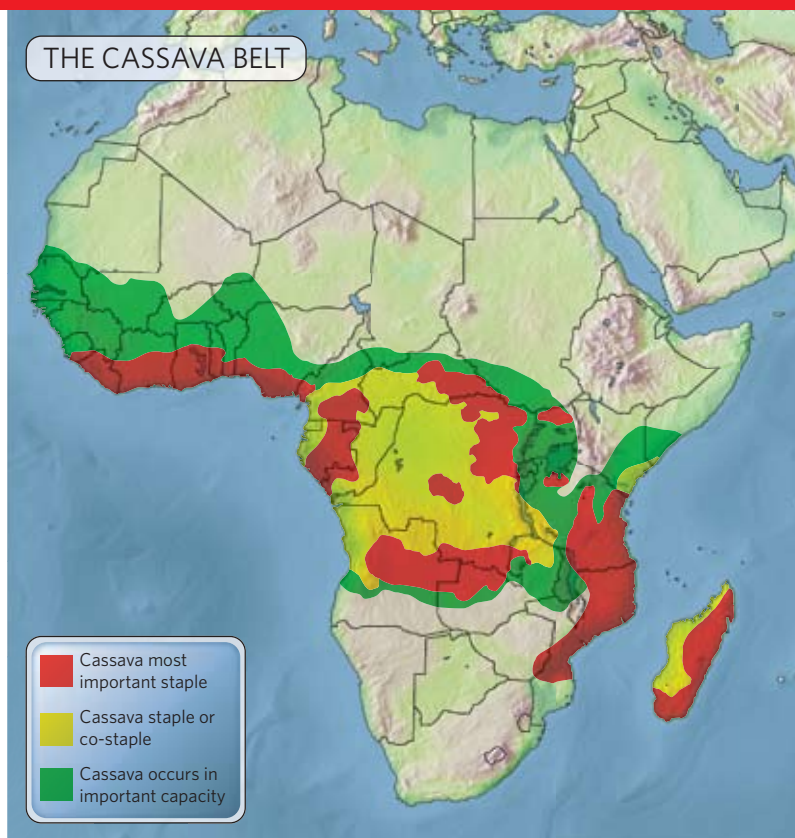 THE CASSAVA BELT
Cassava most
important staple
Cassava staple or
co-staple
Cassava occurs in
important capacity